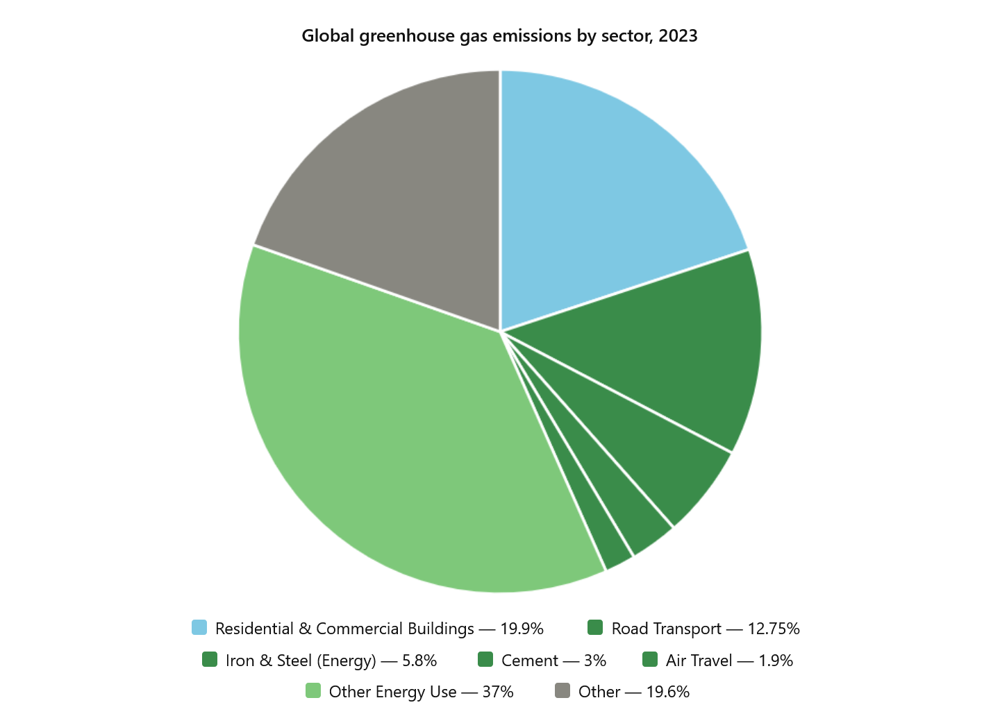 Global greenhouse gas emissions by sector, 2023
Residential & Commercial Buildings — 19.9% Road Transport — 12.75%
Iron & Steel (Energy) — 5.8% Cement — 3% Air Travel — 1.9%
Other Energy Use — 37% Other — 19.6%